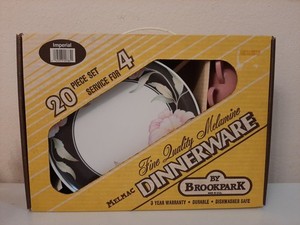 Imperial
20 PIECE SET
SERVICE FOR 4
Fine Quality Melamine
MELMAC DINNERWARE
BY
BROOKPARK
3 YEAR WARRANTY • DURABLE • DISHWASHER SAFE